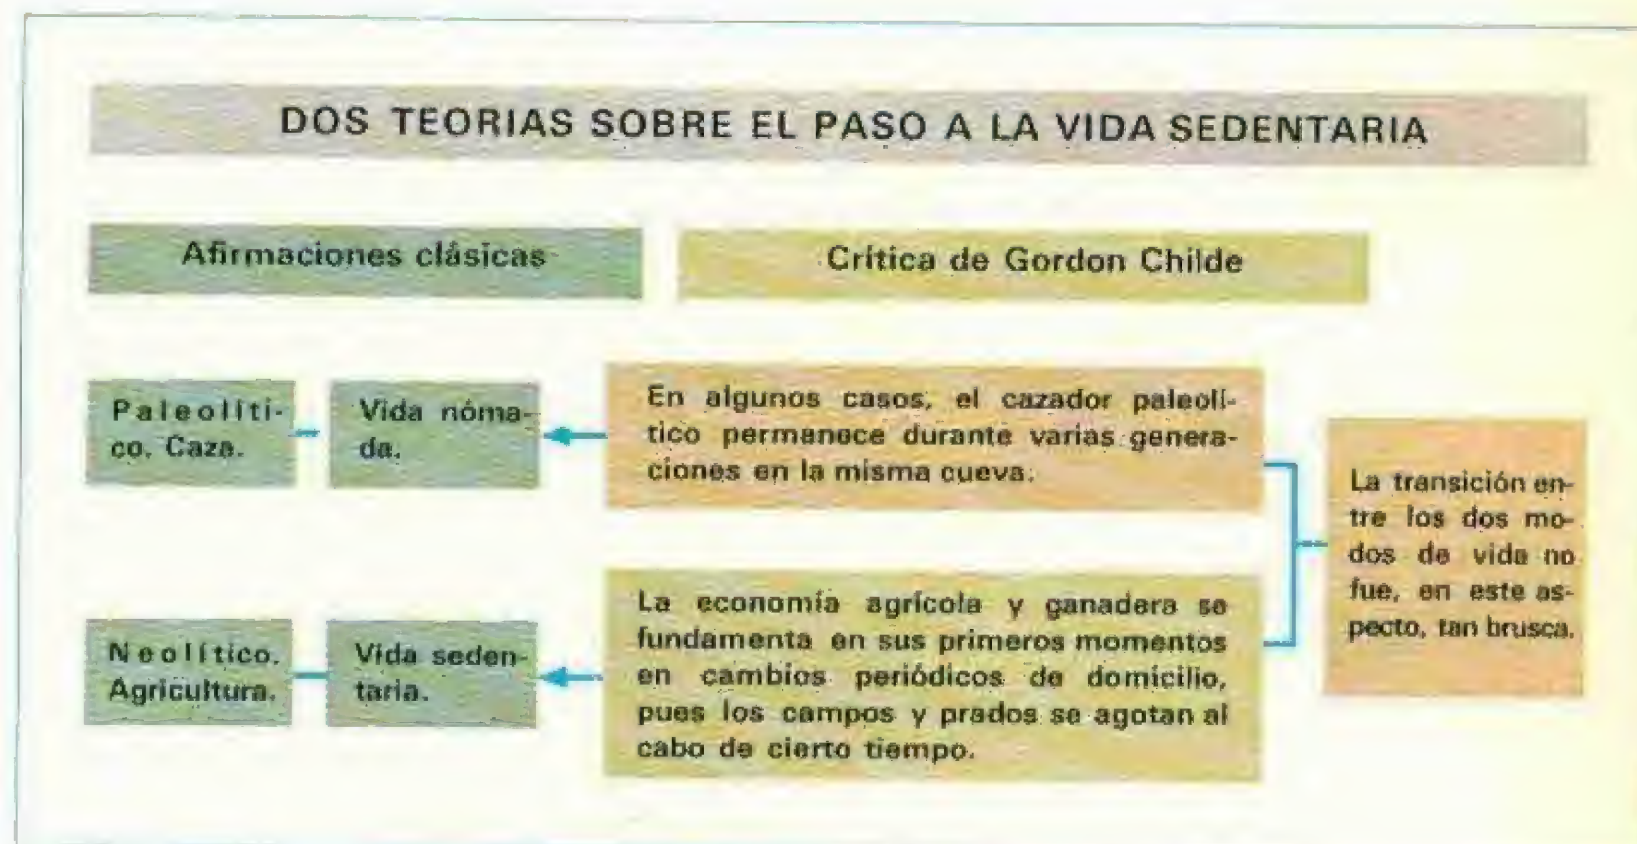 DOS TEORIAS SOBRE EL PASO A LA VIDA SEDENTARIA
Afirmaciones clásicas
Crítica de Gordon Childe
Paleolíti-
co. Caza.
Vida nóma-
da.
En algunos casos, el cazador paleolí-
tico permanece durante varias genera-
ciones en la misma cueva.
Neolítico.
Agricultura.
Vida seden-
taria.
La economía agrícola y ganadera se
fundamenta en sus primeros momentos
en cambios periódicos de domicilio,
pues los campos y prados se agotan al
cabo de cierto tiempo.
La transición en-
tre los dos mo-
dos de vida no
fue, en este as-
pecto, tan brusca.